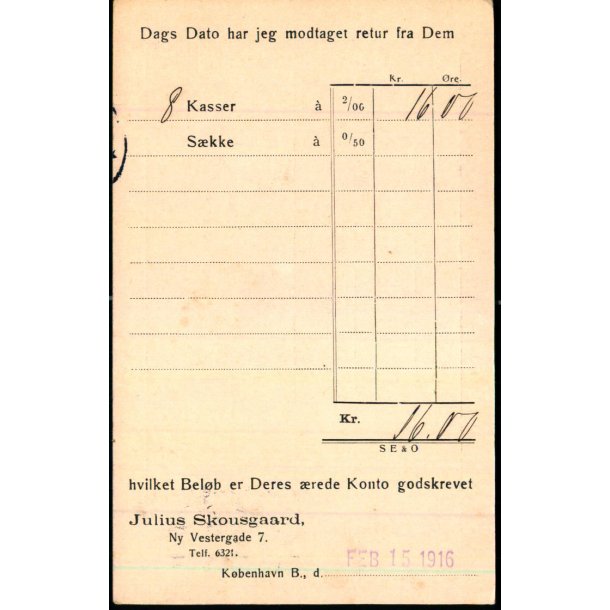 Dags Dato har jeg modtaget retur fra Dem
Kr. Øre.
8 Kasser à 2/00 16 00
Sække à 0/50
Kr. 16.00
S E & O
hvilket Beløb er Deres ærede Konto godskrevet
Julius Skousgaard,
Ny Vestergade 7.
Telf. 6321.
København B., d. FEB 15 1916